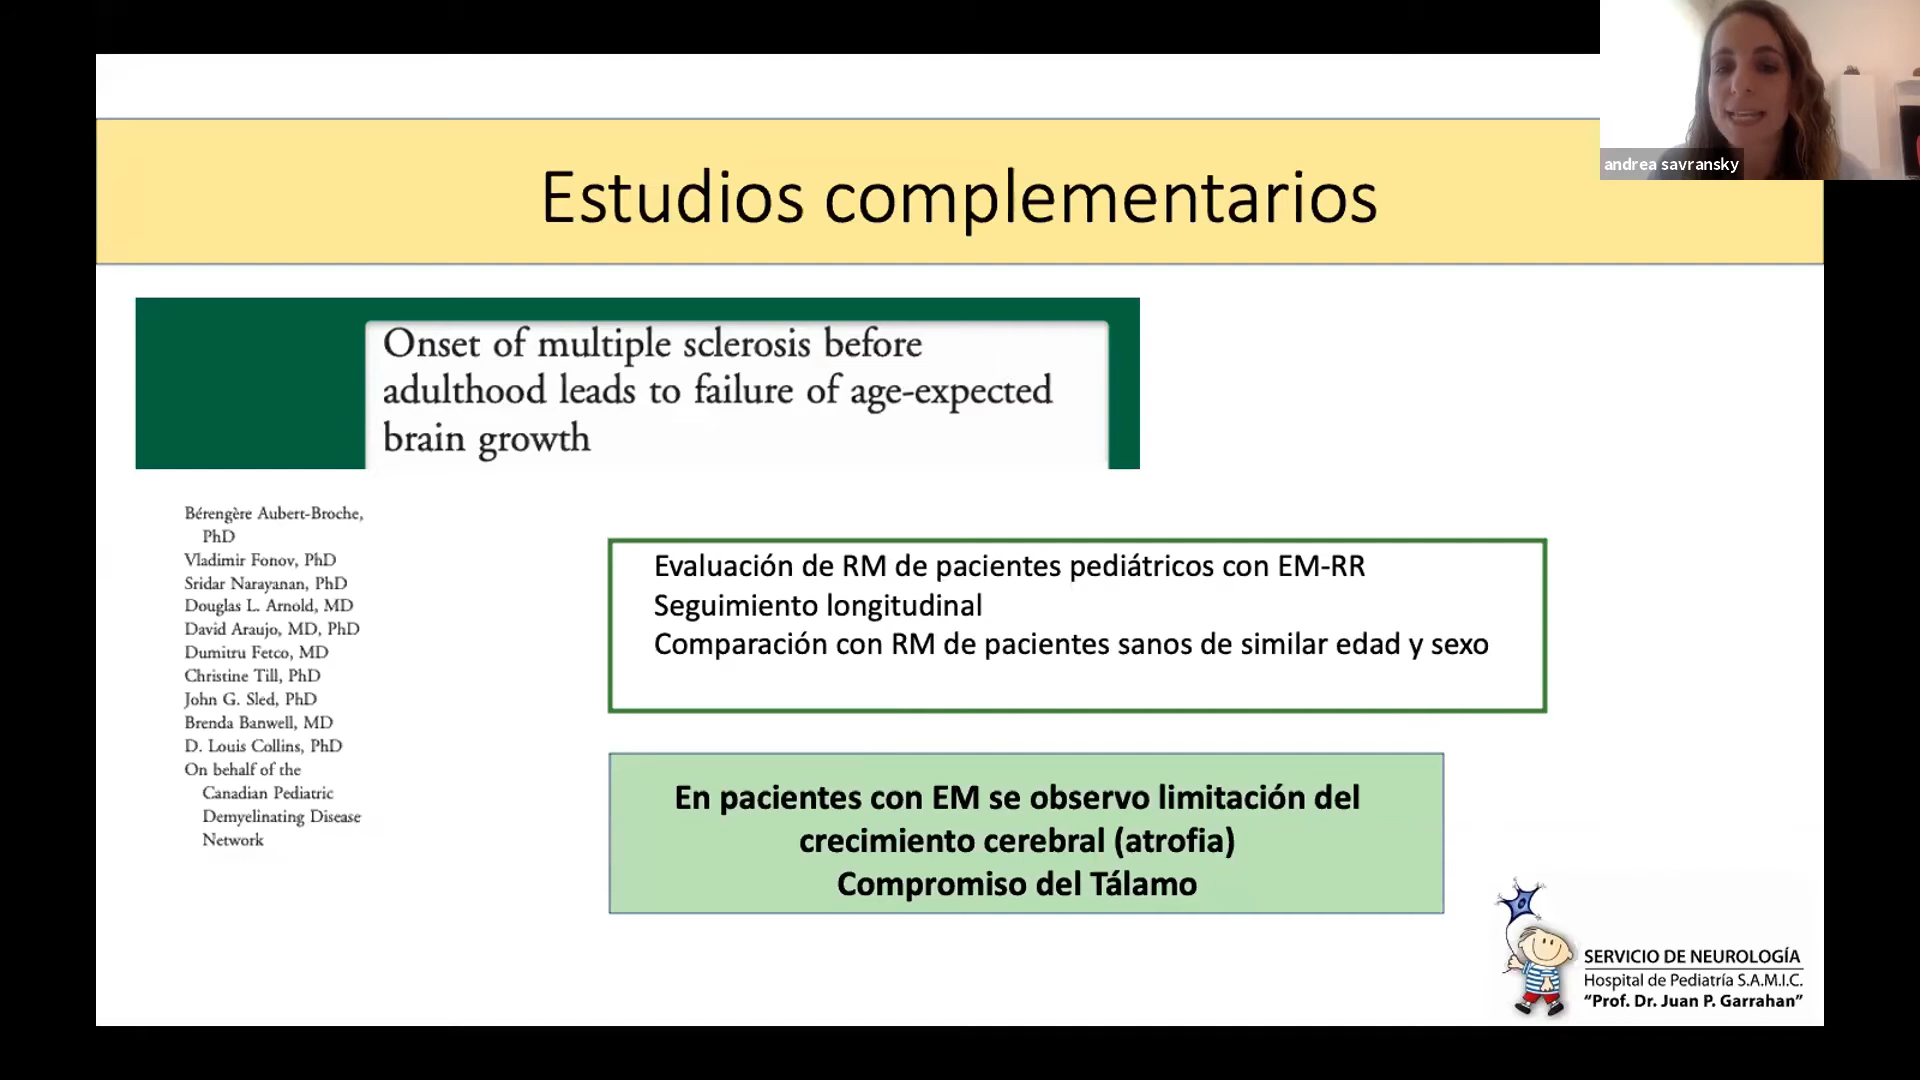 andrea savransky
Estudios complementarios
Onset of multiple sclerosis before
adulthood leads to failure of age-expected
brain growth
Bérengère Aubert-Broche,
PhD
Vladimir Fonov, PhD
Sridar Narayanan, PhD
Douglas L. Arnold, MD
David Araujo, MD, PhD
Dumitru Fetco, MD
Christine Till, PhD
John G. Sled, PhD
Brenda Banwell, MD
D. Louis Collins, PhD
On behalf of the
Canadian Pediatric
Demyelinating Disease
Network
Evaluación de RM de pacientes pediátricos con EM-RR
Seguimiento longitudinal
Comparación con RM de pacientes sanos de similar edad y sexo
En pacientes con EM se observo limitación del
crecimiento cerebral (atrofia)
Compromiso del Tálamo
SERVICIO DE NEUROLOGÍA
Hospital de Pediatría S.A.M.I.C.
“Prof. Dr. Juan P. Garrahan”